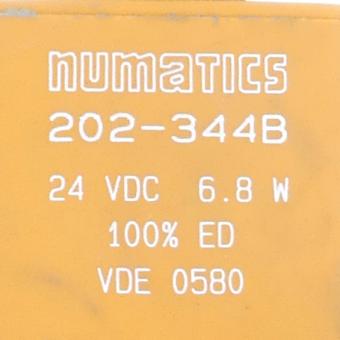 numatics
202-344B
24 VDC 6.8 W
100% ED
VDE 0580